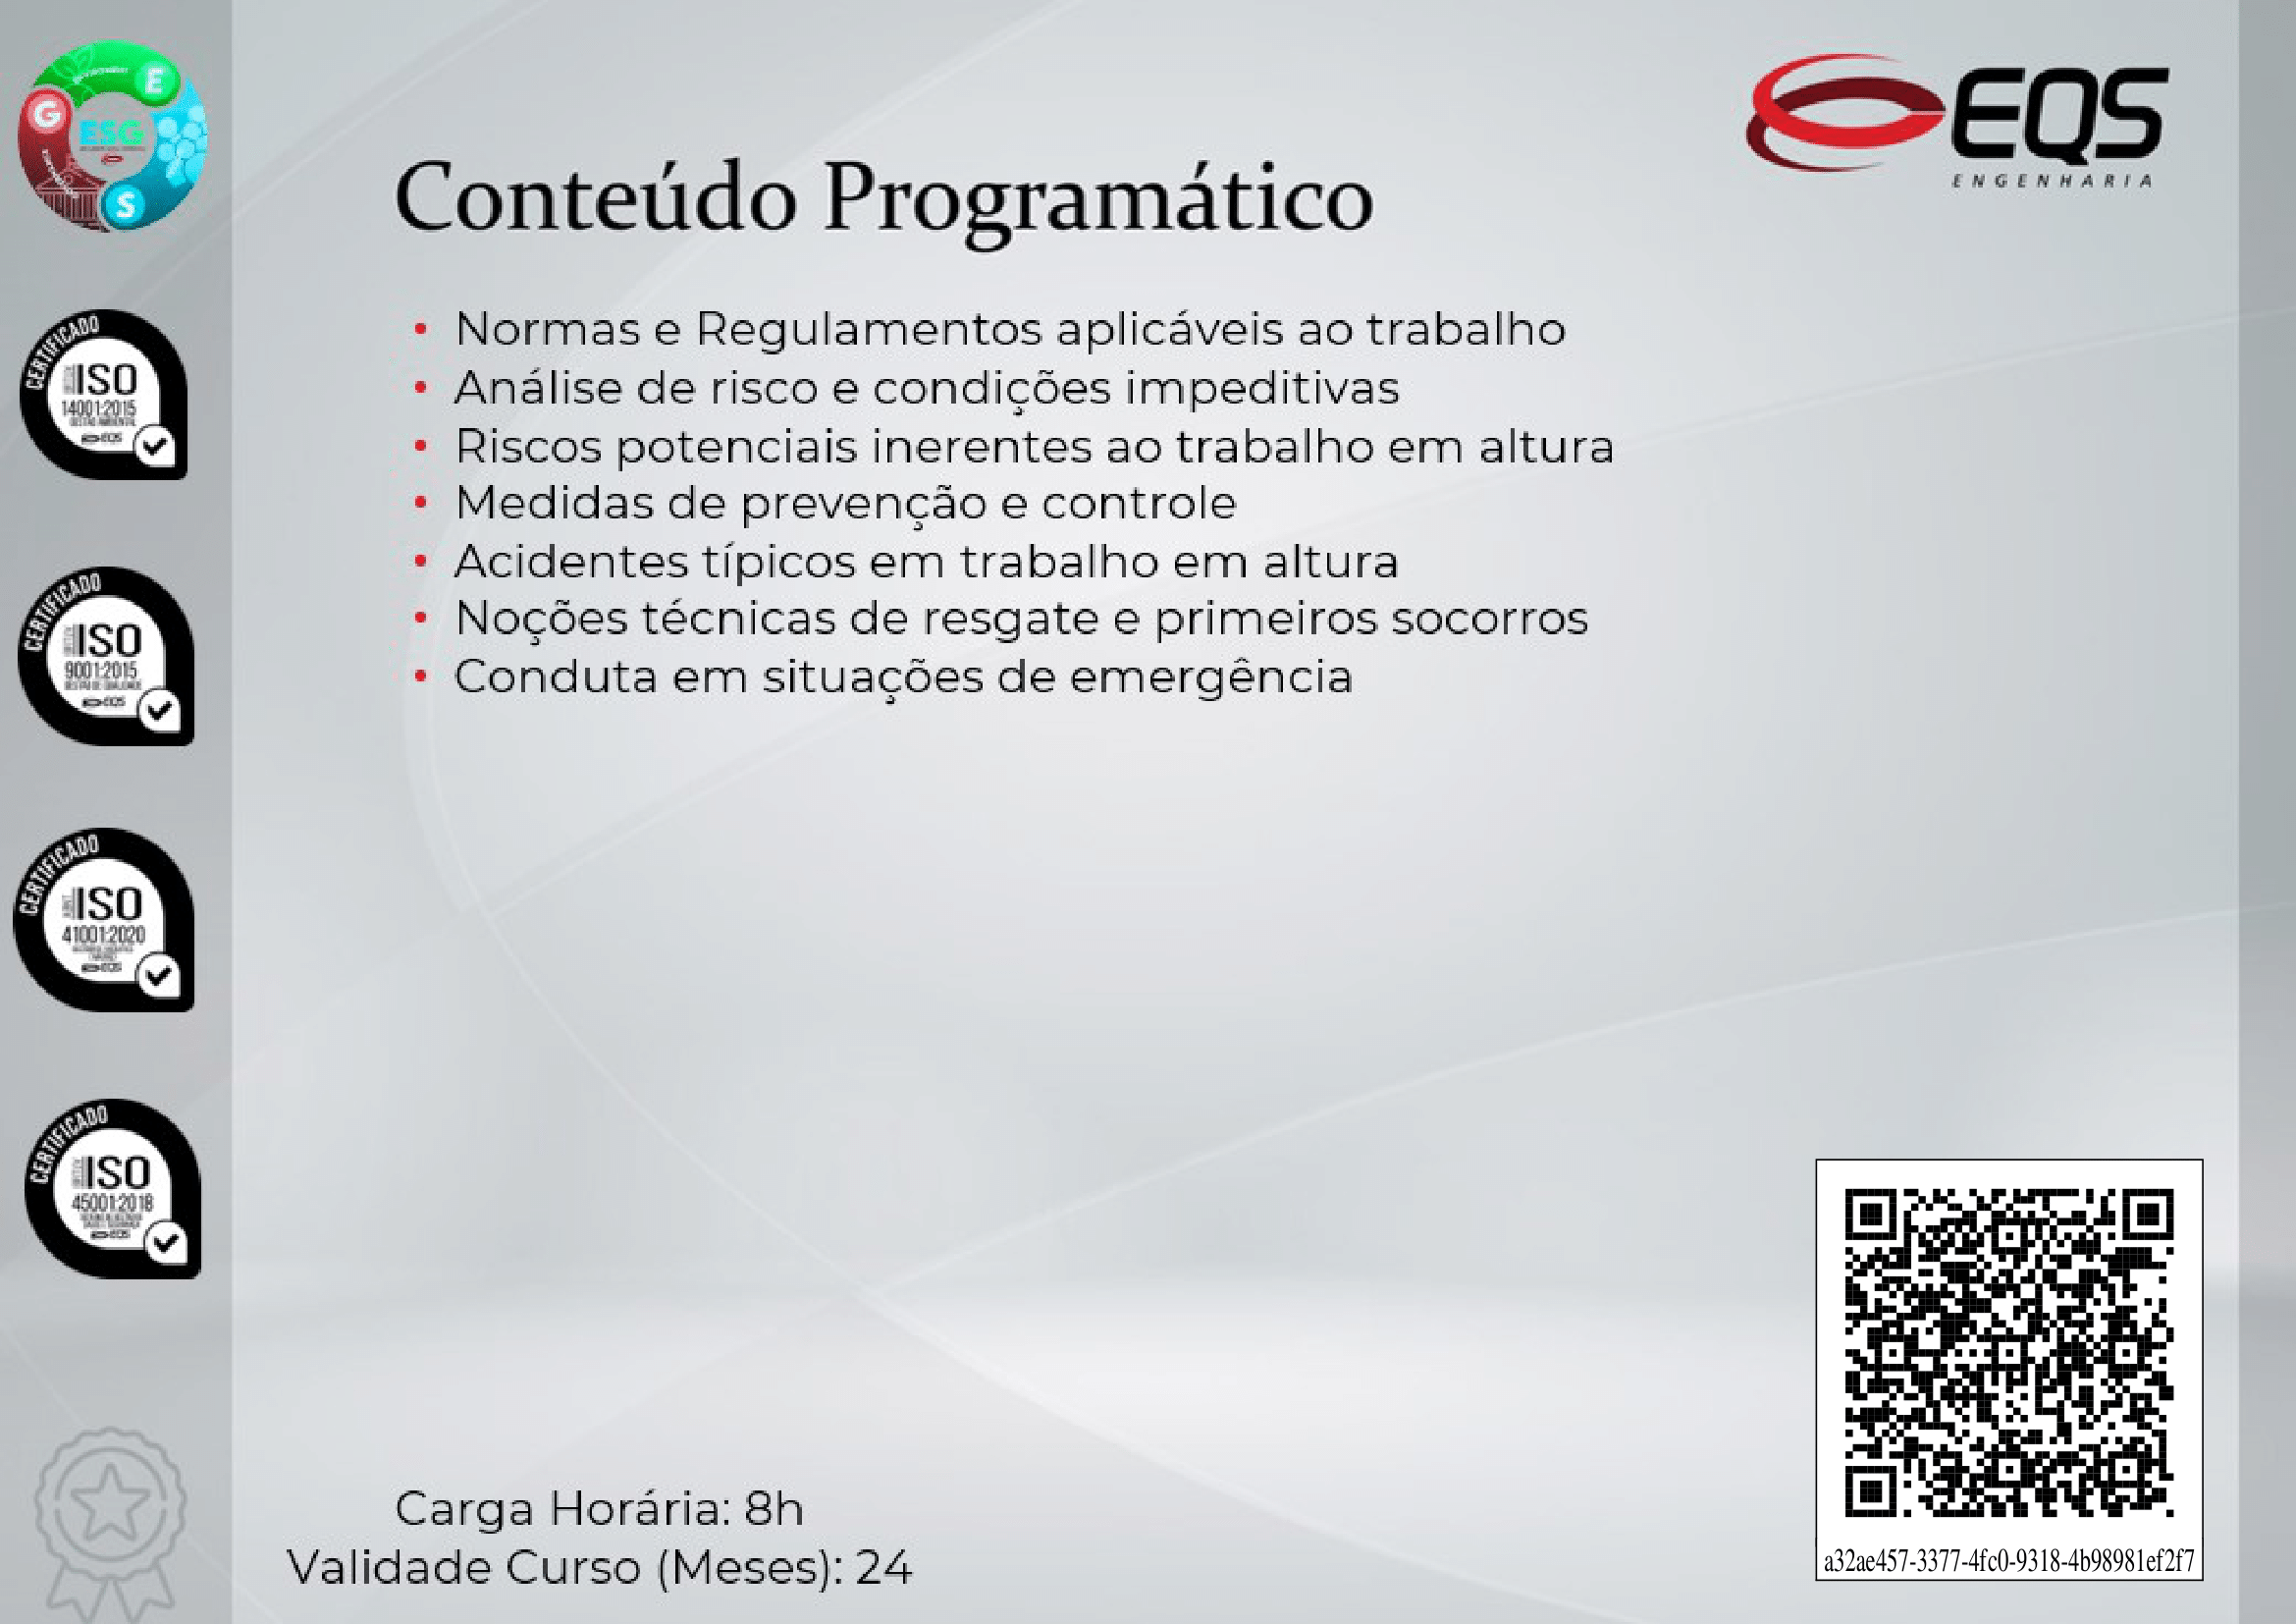 E
G
ESG
S
EQS
ENGENHARIA
Conteúdo Programático
• Normas e Regulamentos aplicáveis ao trabalho
• Análise de risco e condições impeditivas
• Riscos potenciais inerentes ao trabalho em altura
• Medidas de prevenção e controle
• Acidentes típicos em trabalho em altura
• Noções técnicas de resgate e primeiros socorros
• Conduta em situações de emergência
CERTIFICADO
ISO
14001:2015
GESTÃO AMBIENTAL
EQS
CERTIFICADO
ISO
9001:2015
EQS
CERTIFICADO
ISO
41001:2020
EQS
CERTIFICADO
ISO
45001:2018
EQS
Carga Horária: 8h
Validade Curso (Meses): 24
a32ae457-3377-4fc0-9318-4b98981ef2f7